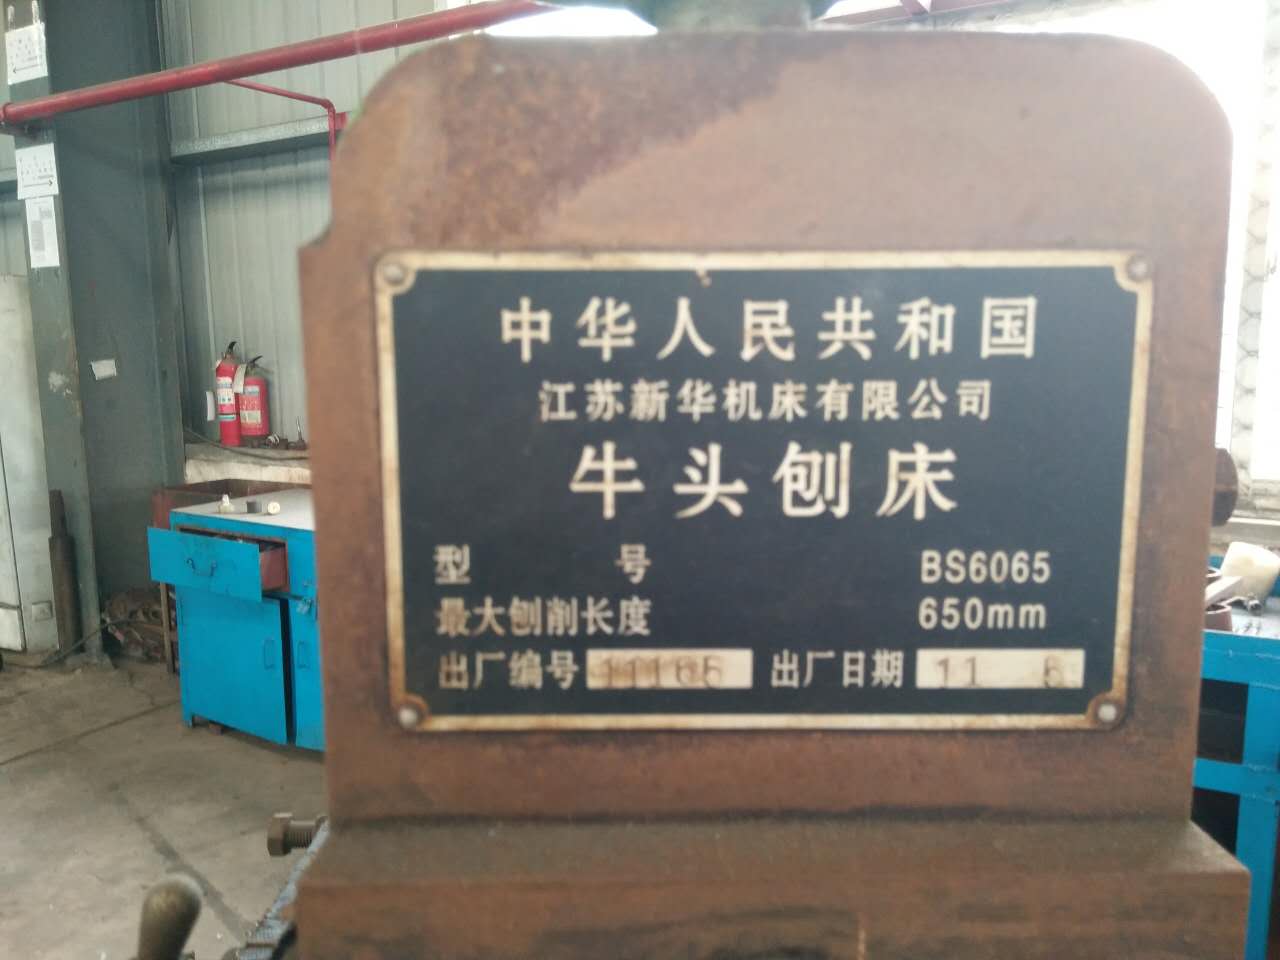 中华人民共和国
江苏新华机床有限公司
牛头刨床
型 号 BS6065
最大刨削长度 650mm
出厂编号 11165 出厂日期 11 5